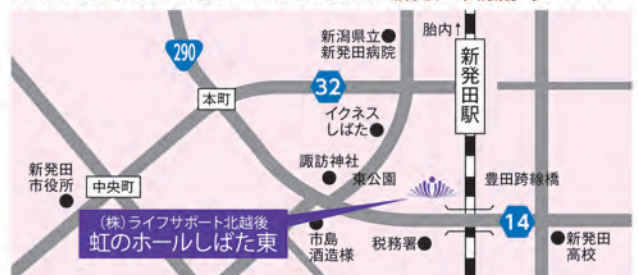 新潟県立
新発田病院
胎内↑
290
新発田駅
32
本町
イクネス
しばた
諏訪神社
東公園
豊田跨線橋
新発田
市役所
中央町
(株)ライフサポート北越後
虹のホールしばた東
14
市島
酒造様
税務署
新発田
高校